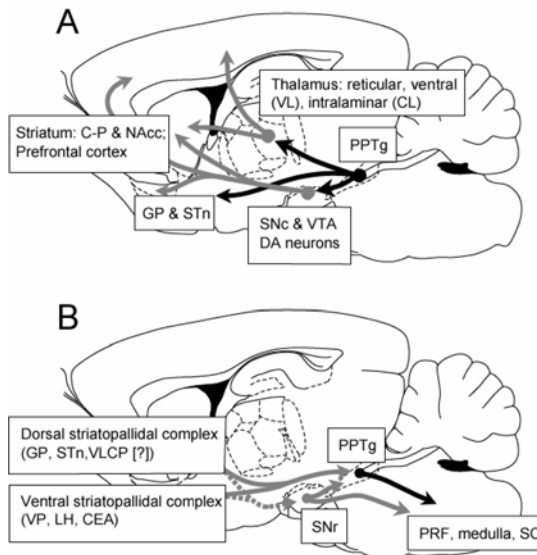 A
Thalamus: reticular, ventral
(VL), intralaminar (CL)
Striatum: C-P & NAcc;
Prefrontal cortex
PPTg
GP & STn
SNc & VTA
DA neurons
B
Dorsal striatopallidal complex
(GP, STn,VLCP [?])
PPTg
Ventral striatopallidal complex
(VP, LH, CEA)
SNr
PRF, medulla, SC